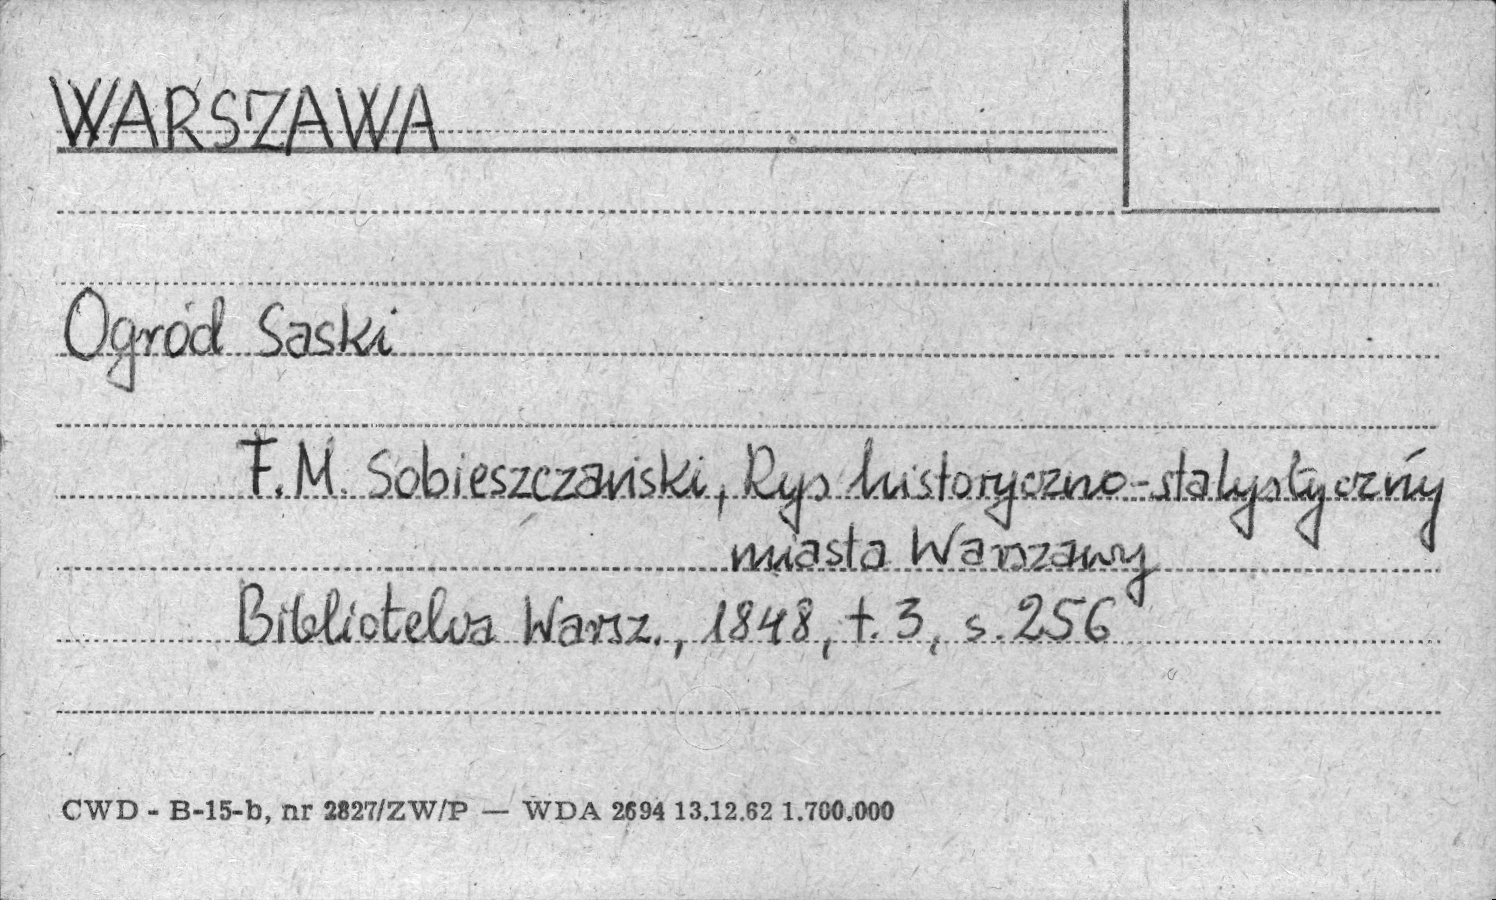 WARSZAWA
Ogród Saski
F.M. Sobieszczański, Rys historyczno-statystyczny
miasta Warszawy
Biblioteka Warsz., 1848, t. 3, s. 256
CWD - B-15-b, nr 2827/ZW/P — WDA 2694 13.12.62 1.700.000